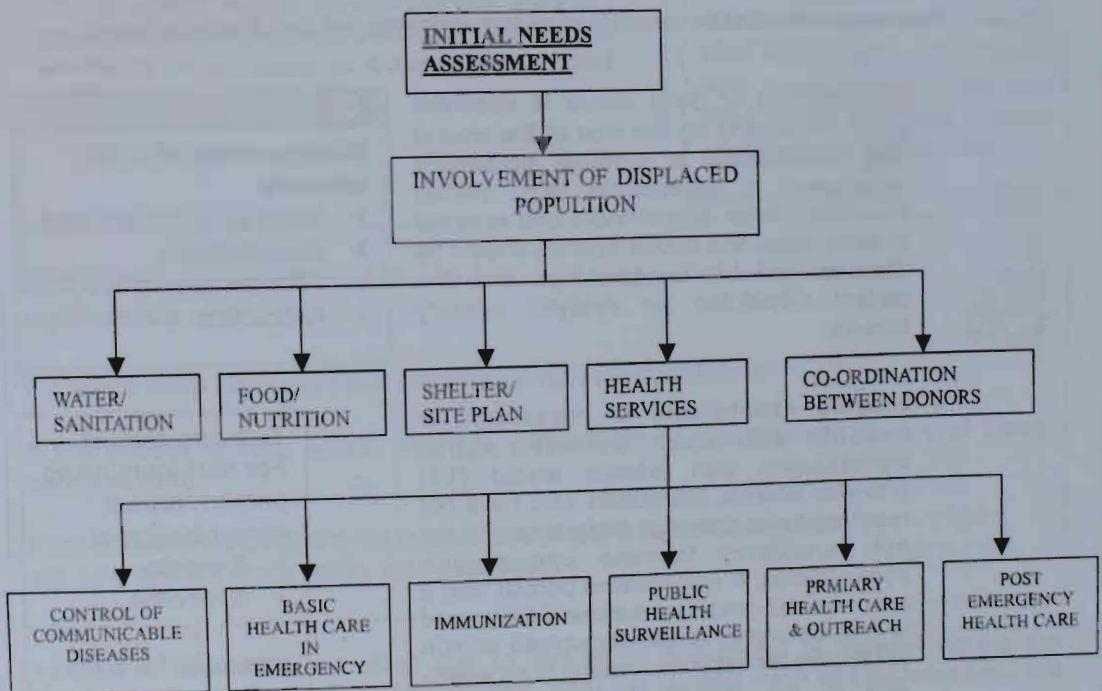 INITIAL NEEDS
ASSESSMENT
INVOLVEMENT OF DISPLACED
POPULTION
WATER/
SANITATION
FOOD/
NUTRITION
SHELTER/
SITE PLAN
HEALTH
SERVICES
CO-ORDINATION
BETWEEN DONORS
CONTROL OF
COMMUNICABLE
DISEASES
BASIC
HEALTH CARE
IN
EMERGENCY
IMMUNIZATION
PUBLIC
HEALTH
SURVEILLANCE
PRMIARY
HEALTH CARE
& OUTREACH
POST
EMERGENCY
HEALTH CARE